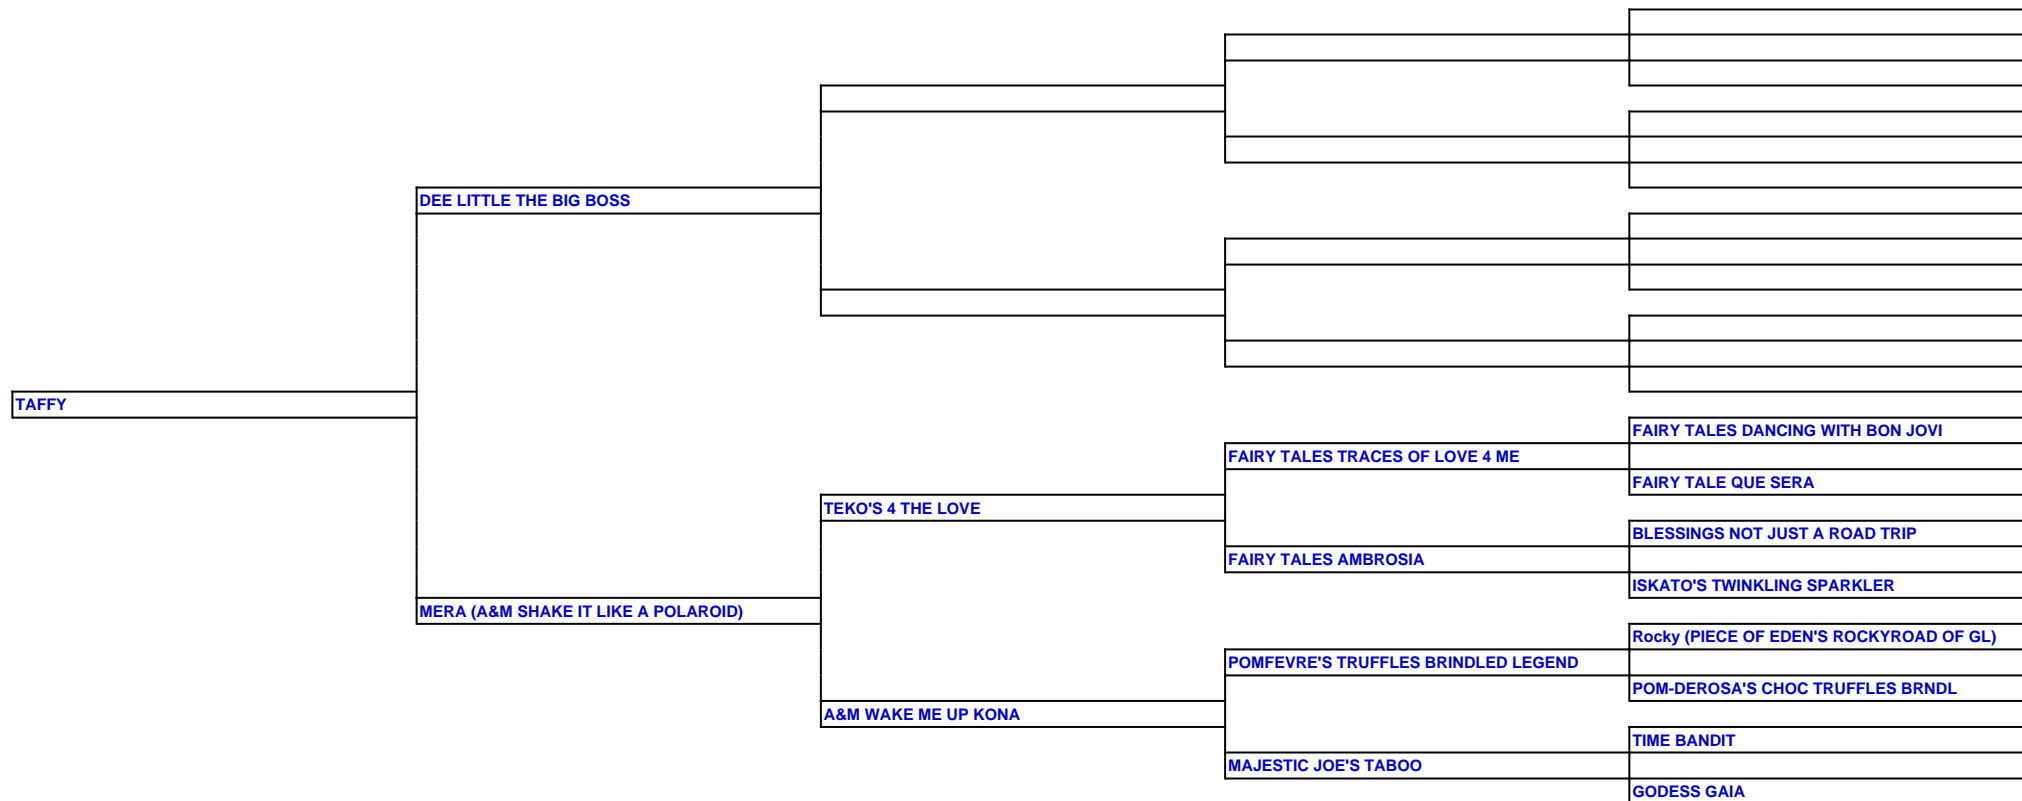 DEE LITTLE THE BIG BOSS
TAFFY
FAIRY TALES DANCING WITH BON JOVI
FAIRY TALES TRACES OF LOVE 4 ME
FAIRY TALE QUE SERA
TEKO'S 4 THE LOVE
BLESSINGS NOT JUST A ROAD TRIP
FAIRY TALES AMBROSIA
ISKATO'S TWINKLING SPARKLER
MERA (A&M SHAKE IT LIKE A POLAROID)
Rocky (PIECE OF EDEN'S ROCKYROAD OF GL)
POMFEVRE'S TRUFFLES BRINDLED LEGEND
POM-DEROSA'S CHOC TRUFFLES BRNDL
A&M WAKE ME UP KONA
TIME BANDIT
MAJESTIC JOE'S TABOO
GODESS GAIA